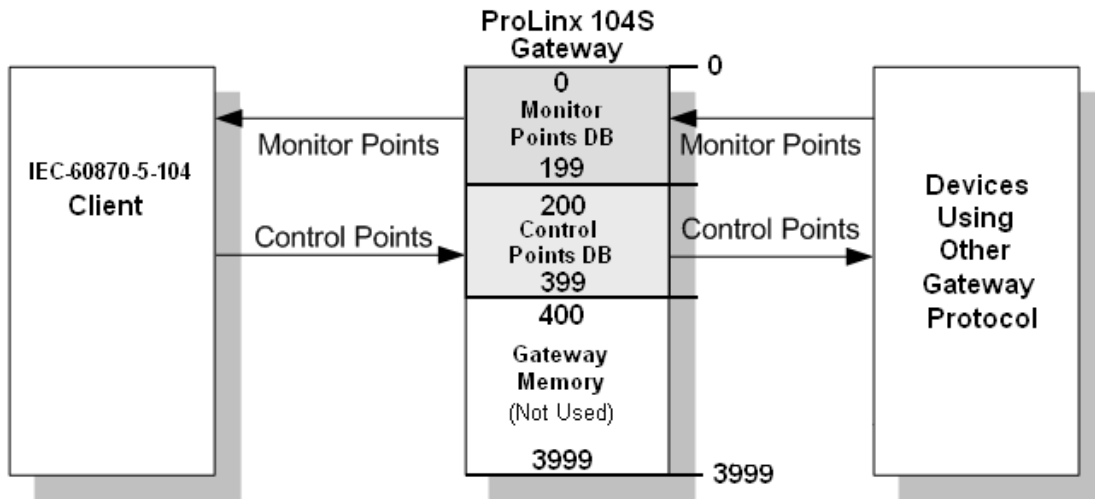 ProLinx 104S
Gateway
0
0
Monitor
Points DB
199
Monitor Points
Monitor Points
IEC-60870-5-104
Client
200
Control
Points DB
399
Control Points
Control Points
Devices
Using
Other
Gateway
Protocol
400
Gateway
Memory
(Not Used)
3999
3999